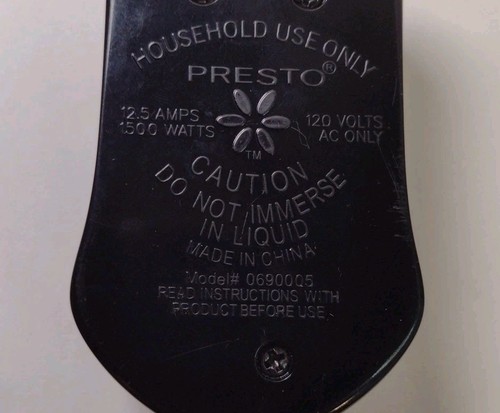 HOUSEHOLD USE ONLY
PRESTO®
12.5 AMPS
1500 WATTS
120 VOLTS
AC ONLY
TM
CAUTION
DO NOT IMMERSE
IN LIQUID
MADE IN CHINA
Model# 0690005
READ INSTRUCTIONS WITH
PRODUCT BEFORE USE